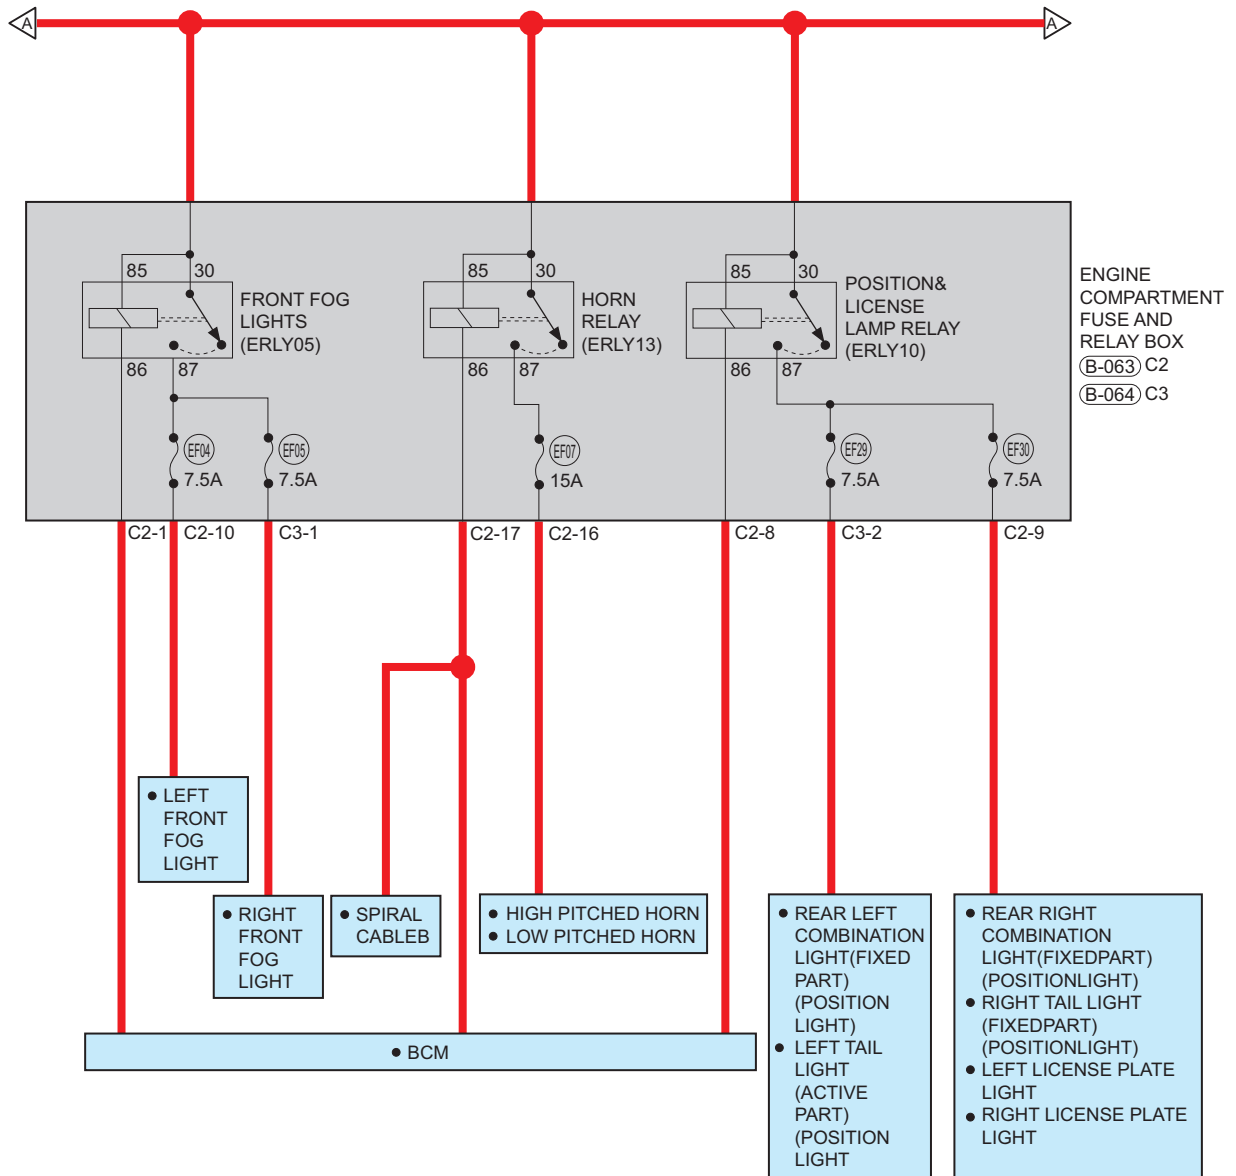 A
A
85
30
FRONT FOG
LIGHTS
(ERLY05)
86
87
EF04
7.5A
EF05
7.5A
85
30
HORN
RELAY
(ERLY13)
86
87
EF07
15A
85
30
POSITION&
LICENSE
LAMP RELAY
(ERLY10)
86
87
EF29
7.5A
EF30
7.5A
ENGINE
COMPARTMENT
FUSE AND
RELAY BOX
B-063 C2
B-064 C3
C2-1
C2-10
C3-1
C2-17
C2-16
C2-8
C3-2
C2-9
● LEFT
FRONT
FOG
LIGHT
● RIGHT
FRONT
FOG
LIGHT
● SPIRAL
CABLEB
● HIGH PITCHED HORN
● LOW PITCHED HORN
● REAR LEFT
COMBINATION
LIGHT(FIXED
PART)
(POSITION
LIGHT)
● LEFT TAIL
LIGHT
(ACTIVE
PART)
(POSITION
LIGHT
● REAR RIGHT
COMBINATION
LIGHT(FIXEDPART)
(POSITIONLIGHT)
● RIGHT TAIL LIGHT
(FIXEDPART)
(POSITIONLIGHT)
● LEFT LICENSE PLATE
LIGHT
● RIGHT LICENSE PLATE
LIGHT
● BCM